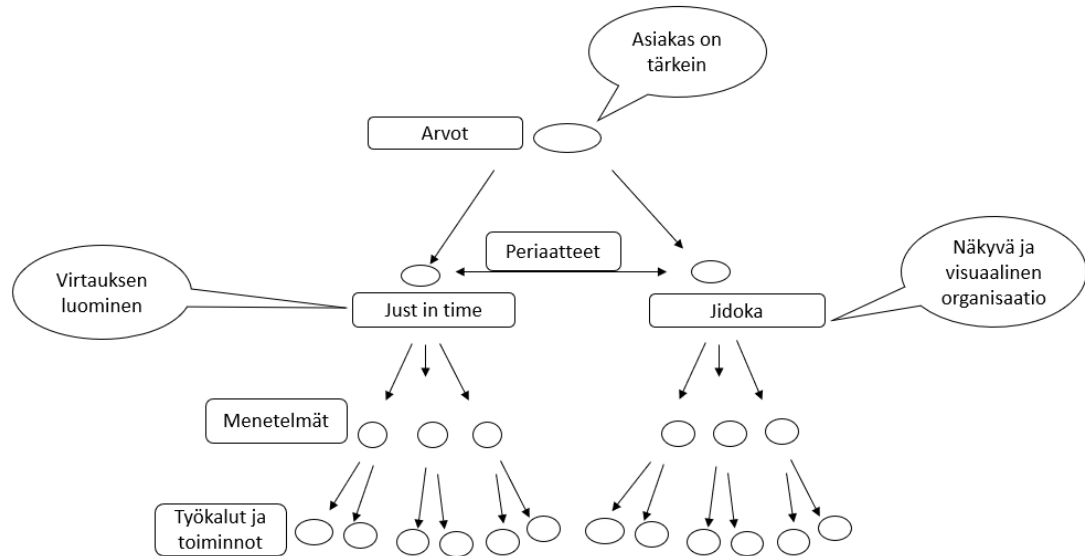 Asiakas on
tärkein
Arvot
Periaatteet
Näkyvä ja
visuaalinen
organisaatio
Virtauksen
luominen
Just in time
Jidoka
Menetelmät
Työkalut ja
toiminnot